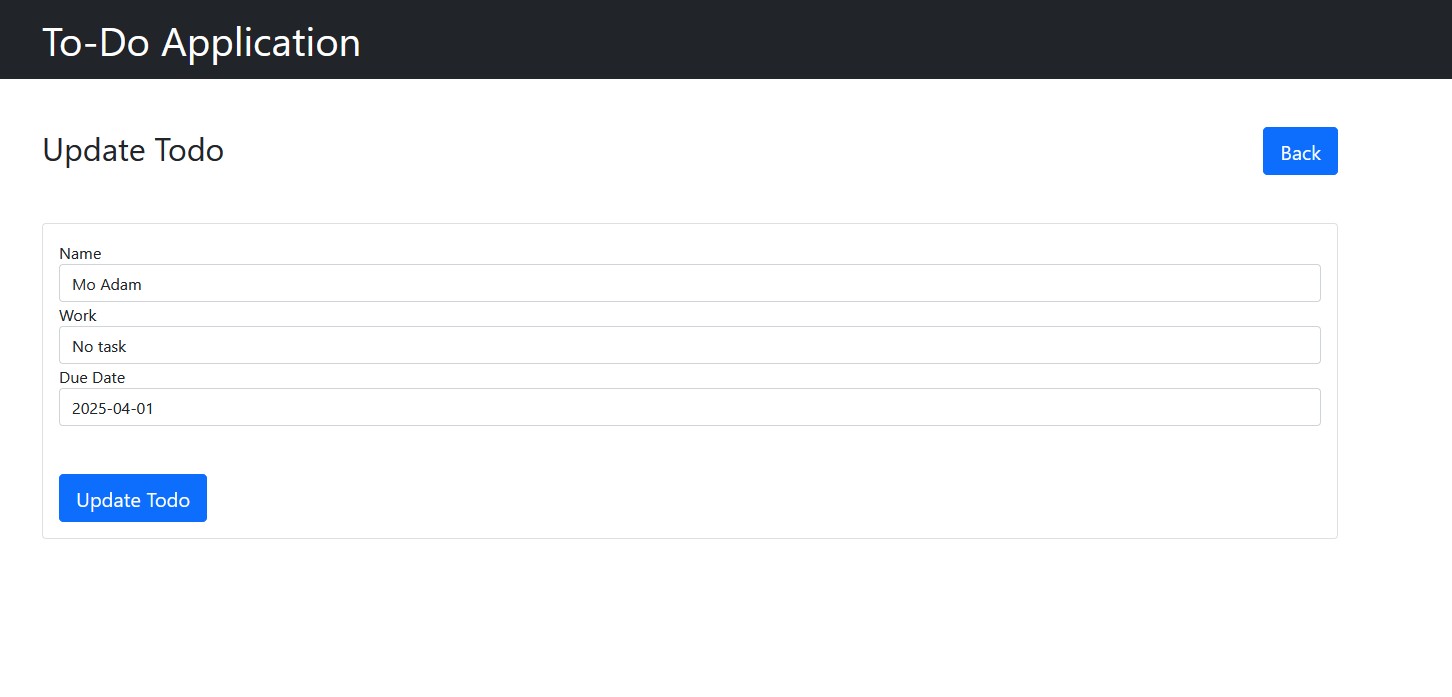 To-Do Application
Update Todo
Back
Name
Mo Adam
Work
No task
Due Date
2025-04-01
Update Todo